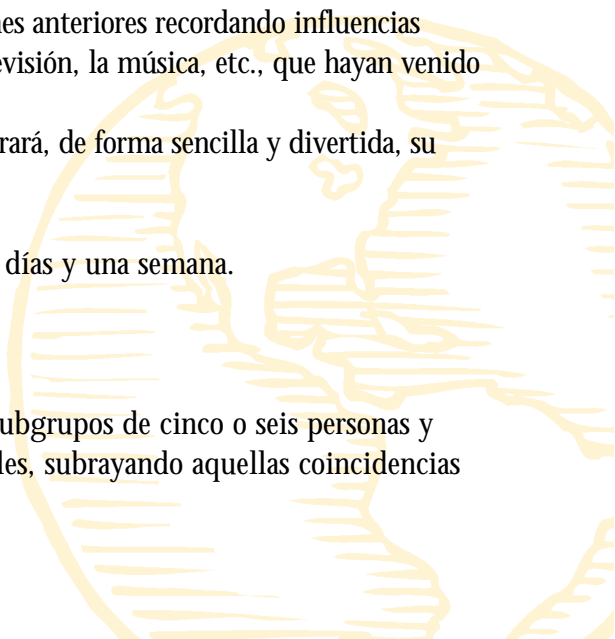 nes anteriores recordando influencias
evisión, la música, etc., que hayan venido
rará, de forma sencilla y divertida, su
días y una semana.
subgrupos de cinco o seis personas y
les, subrayando aquellas coincidencias